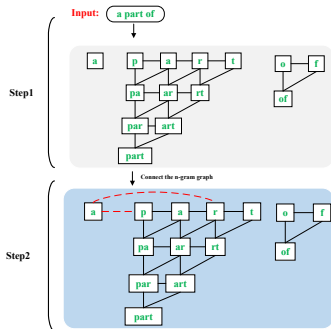 Input: a part of
a p a r t o f
pa ar rt of
par art
part
Step1
Connect the n-gram graph
a p a r t o f
pa ar rt of
Step2
par art
part